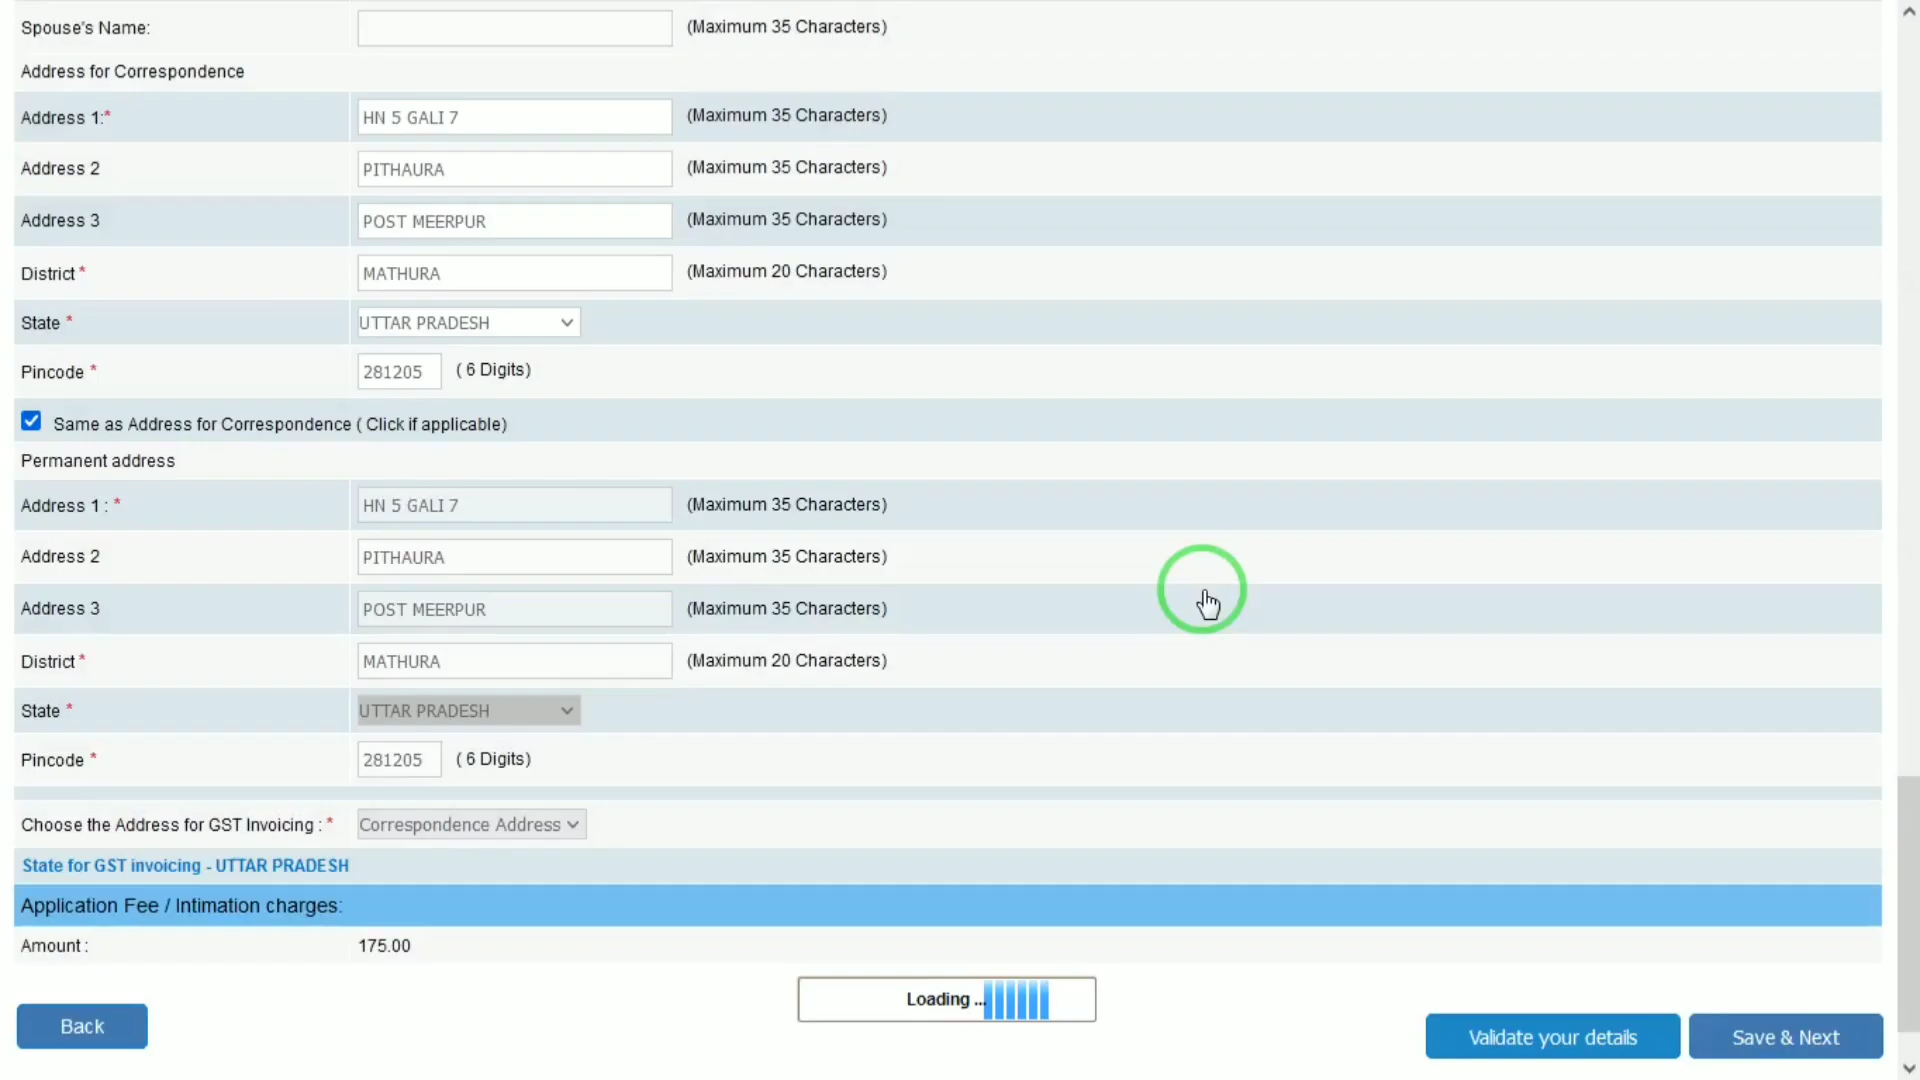 Spouse's Name: (Maximum 35 Characters)
Address for Correspondence
Address 1:* HN 5 GALI 7 (Maximum 35 Characters)
Address 2 PITHAURA (Maximum 35 Characters)
Address 3 POST MEERPUR (Maximum 35 Characters)
District * MATHURA (Maximum 20 Characters)
State * UTTAR PRADESH
Pincode * 281205 ( 6 Digits)
Same as Address for Correspondence ( Click if applicable)
Permanent address
Address 1 : * HN 5 GALI 7 (Maximum 35 Characters)
Address 2 PITHAURA (Maximum 35 Characters)
Address 3 POST MEERPUR (Maximum 35 Characters)
District * MATHURA (Maximum 20 Characters)
State * UTTAR PRADESH
Pincode * 281205 ( 6 Digits)
Choose the Address for GST Invoicing : * Correspondence Address
State for GST invoicing - UTTAR PRADESH
Application Fee / Intimation charges:
Amount : 175.00
Loading ...
Back Validate your details Save & Next